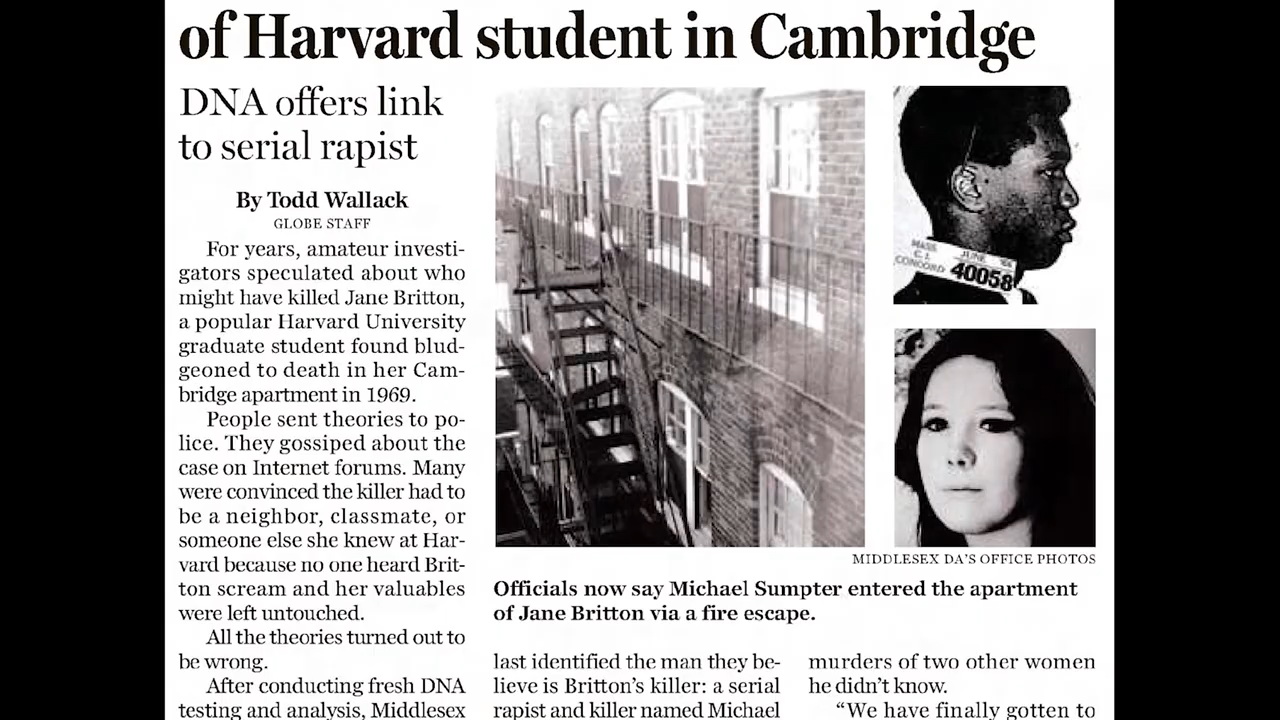 of Harvard student in Cambridge
DNA offers link
to serial rapist
By Todd Wallack
GLOBE STAFF
For years, amateur investi-
gators speculated about who
might have killed Jane Britton,
a popular Harvard University
graduate student found blud-
geoned to death in her Cam-
bridge apartment in 1969.
People sent theories to po-
lice. They gossiped about the
case on Internet forums. Many
were convinced the killer had to
be a neighbor, classmate, or
someone else she knew at Har-
vard because no one heard Brit-
ton scream and her valuables
were left untouched.
All the theories turned out to
be wrong.
After conducting fresh DNA
testing and analysis, Middlesex
MASS
C. I.
CONCORD
JUNE '66
40058
MIDDLESEX DA'S OFFICE PHOTOS
Officials now say Michael Sumpter entered the apartment
of Jane Britton via a fire escape.
last identified the man they be-
lieve is Britton's killer: a serial
rapist and killer named Michael
murders of two other women
he didn't know.
“We have finally gotten to